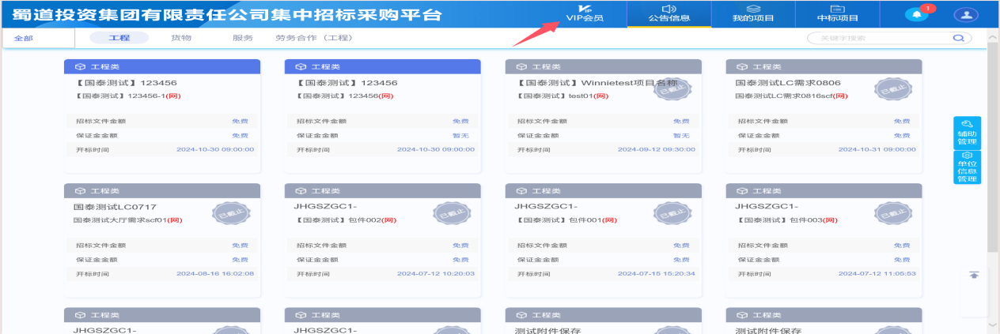 蜀道投资集团有限责任公司集中招标采购平台
VIP会员
公告信息
我的项目
中标项目
1
全部
工程
货物
服务
劳务合作（工程）
关键字搜索
工程类
【国泰测试】123456
【国泰测试】123456-1(网)
招标文件金额 免费
保证金金额 免费
开标时间 2024-10-30 09:00:00
工程类
【国泰测试】123456
【国泰测试】123456(网)
招标文件金额 免费
保证金金额 暂无
开标时间 2024-10-30 09:00:00
工程类
【国泰测试】Winnietest项目名称
【国泰测试】test01(网)
已截止
招标文件金额 免费
保证金金额 暂无
开标时间 2024-09-12 09:30:00
工程类
国泰测试LC需求0806
国泰测试LC需求0816scf(网)
已截止
招标文件金额 免费
保证金金额 免费
开标时间 2024-10-31 09:00:00
辅助
管理
单位
信息
管理
工程类
国泰测试LC0717
国泰测试大厅需求scf01(网)
已截止
招标文件金额 免费
保证金金额 免费
开标时间 2024-08-16 16:02:08
工程类
JHGSZGC1-
【国泰测试】包件002(网)
已截止
招标文件金额 免费
保证金金额 免费
开标时间 2024-07-12 10:20:03
工程类
JHGSZGC1-
【国泰测试】包件001(网)
已截止
招标文件金额 免费
保证金金额 免费
开标时间 2024-07-15 15:20:34
工程类
JHGSZGC1-
【国泰测试】包件003(网)
已截止
招标文件金额 免费
保证金金额 免费
开标时间 2024-07-12 11:05:53
工程类
JHGSZGC1-
工程类
JHGSZGC1-
工程类
测试附件保存
工程类
测试附件保存